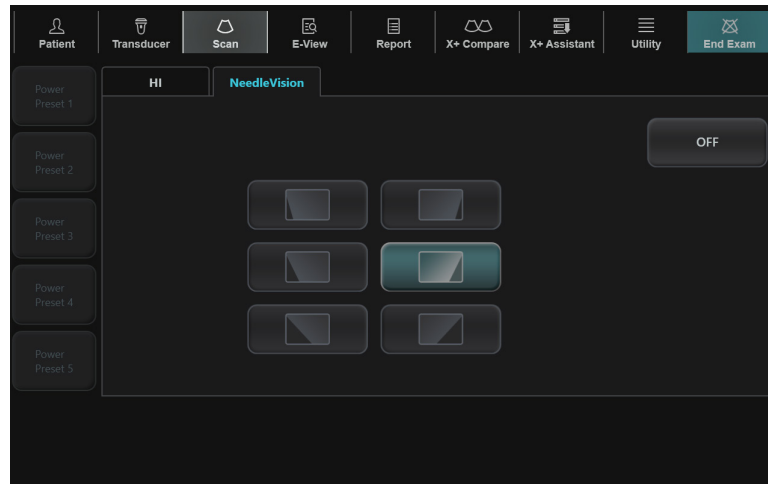 Patient
Transducer
Scan
E-View
Report
X+ Compare
X+ Assistant
Utility
End Exam
HI
NeedleVision
Power
Preset 1
OFF
Power
Preset 2
Power
Preset 3
Power
Preset 4
Power
Preset 5